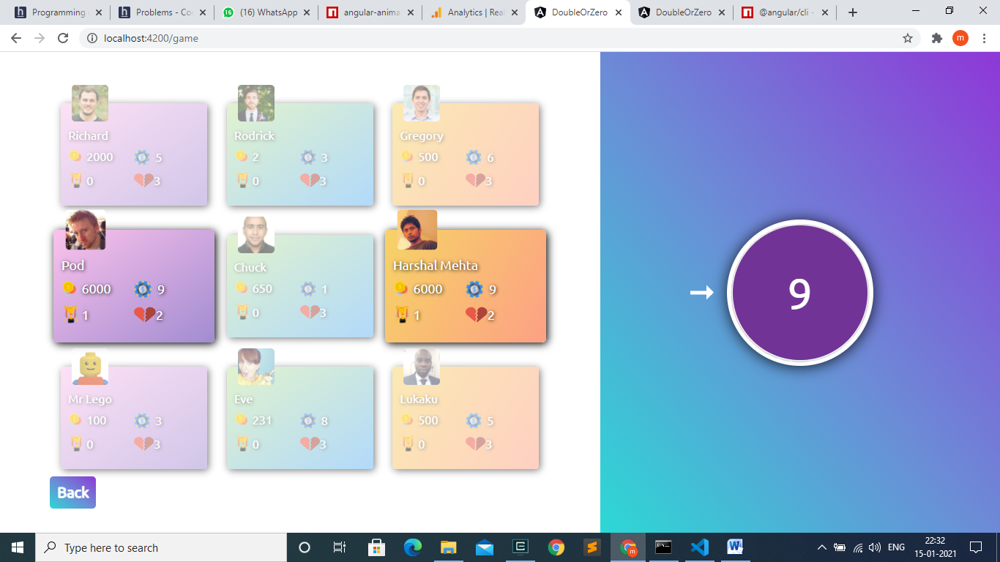 Programming
Problems - Co
(16) WhatsApp
angular-anima
Analytics | Rea
DoubleOrZero
DoubleOrZero
@angular/cli -
localhost:4200/game
m
Richard
2000 5
0 3
Rodrick
2 3
0 3
Gregory
500 6
0 3
Pod
6000 9
1 2
Chuck
650 1
0 3
Harshal Mehta
6000 9
1 2
Mr Lego
100 3
0 3
Eve
231 8
0 3
Lukaku
500 5
0 3
Back
9
Type here to search
ENG
22:32
15-01-2021